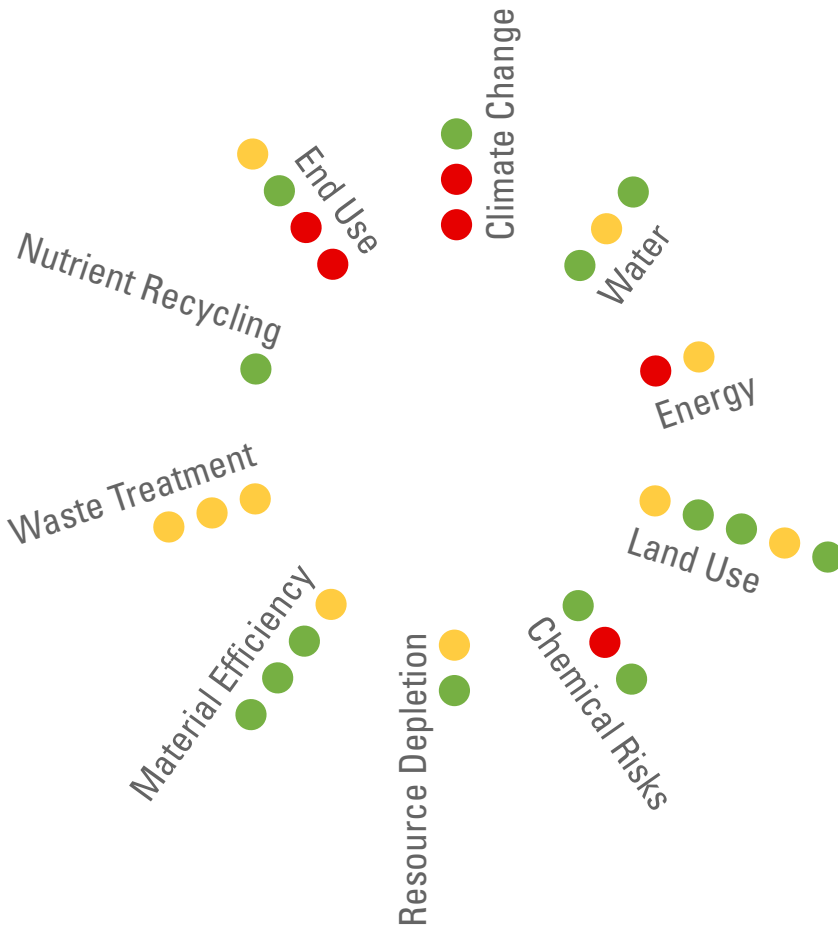 Climate Change
Water
Energy
Land Use
Chemical Risks
Resource Depletion
Material Efficiency
Waste Treatment
Nutrient Recycling
End Use